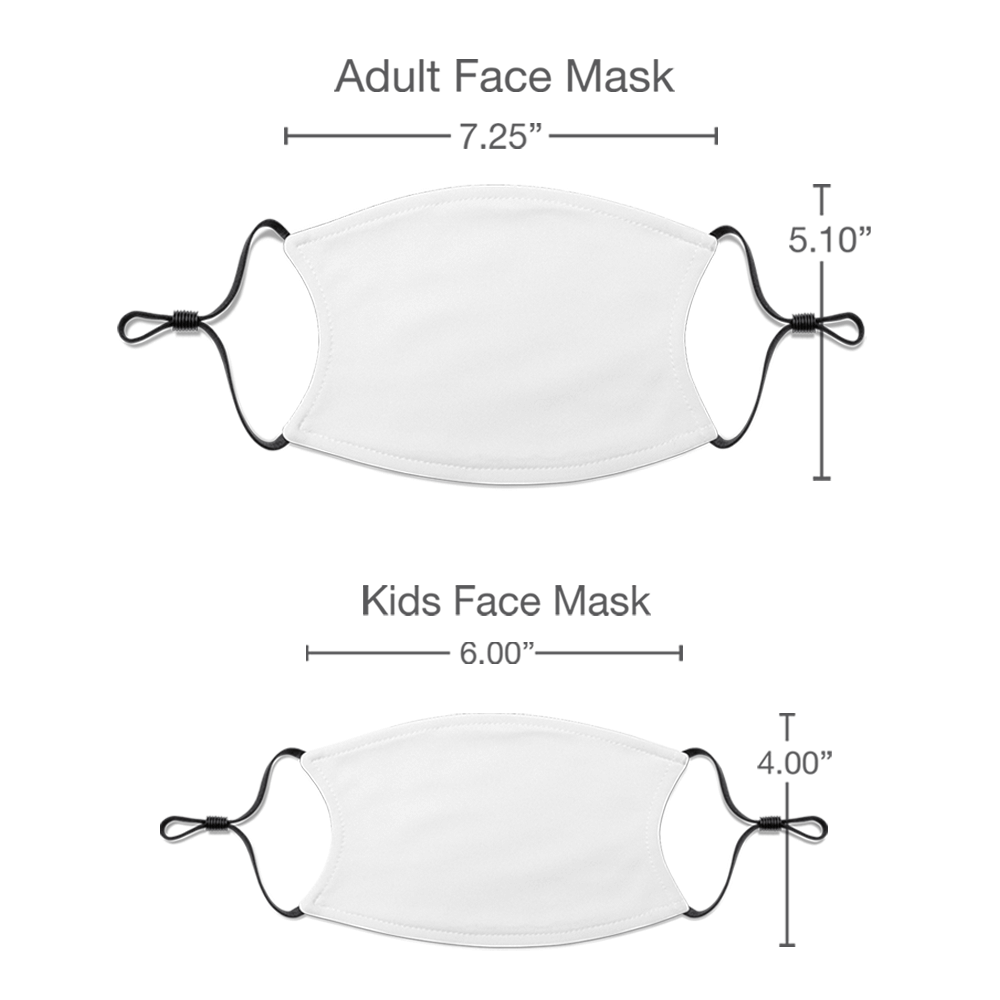 Adult Face Mask
7.25”
5.10”
Kids Face Mask
6.00”
4.00”